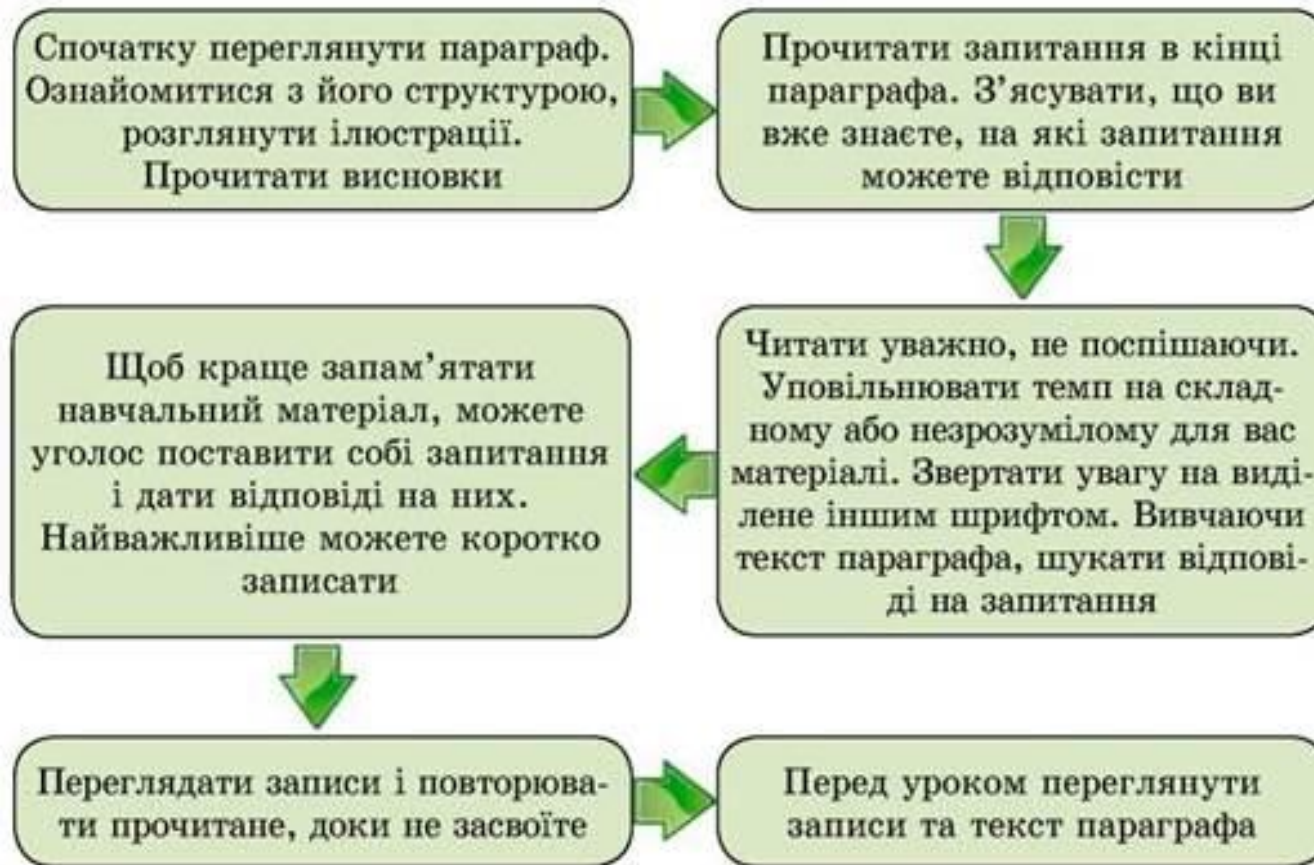 Спочатку переглянути параграф.
Ознайомитися з його структурою,
розглянути ілюстрації.
Прочитати висновки
Прочитати запитання в кінці
параграфа. З’ясувати, що ви
вже знаєте, на які запитання
можете відповісти
Читати уважно, не поспішаючи.
Уповільнювати темп на склад-
ному або незрозумілому для вас
матеріалі. Звертати увагу на виді-
лене іншим шрифтом. Вивчаючи
текст параграфа, шукати відпові-
ді на запитання
Щоб краще запам’ятати
навчальний матеріал, можете
уголос поставити собі запитання
і дати відповіді на них.
Найважливіше можете коротко
записати
Переглядати записи і повторюва-
ти прочитане, доки не засвоїте
Перед уроком переглянути
записи та текст параграфа